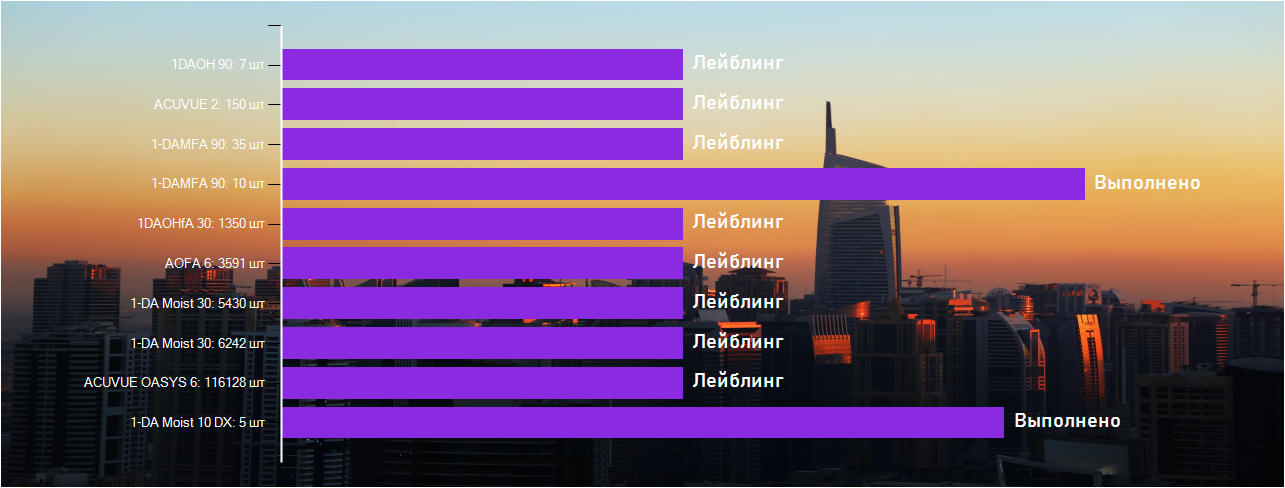 1DAOH 90: 7 шт Лейблинг
ACUVUE 2: 150 шт Лейблинг
1-DAMFA 90: 35 шт Лейблинг
1-DAMFA 90: 10 шт Выполнено
1DAOHfA 30: 1350 шт Лейблинг
AOFA 6: 3591 шт Лейблинг
1-DA Moist 30: 5430 шт Лейблинг
1-DA Moist 30: 6242 шт Лейблинг
ACUVUE OASYS 6: 116128 шт Лейблинг
1-DA Moist 10 DX: 5 шт Выполнено